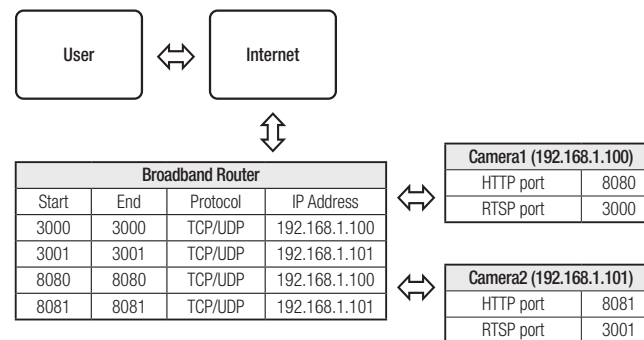 User
Internet
Broadband Router
Start End Protocol IP Address
3000 3000 TCP/UDP 192.168.1.100
3001 3001 TCP/UDP 192.168.1.101
8080 8080 TCP/UDP 192.168.1.100
8081 8081 TCP/UDP 192.168.1.101
Camera1 (192.168.1.100)
HTTP port 8080
RTSP port 3000
Camera2 (192.168.1.101)
HTTP port 8081
RTSP port 3001